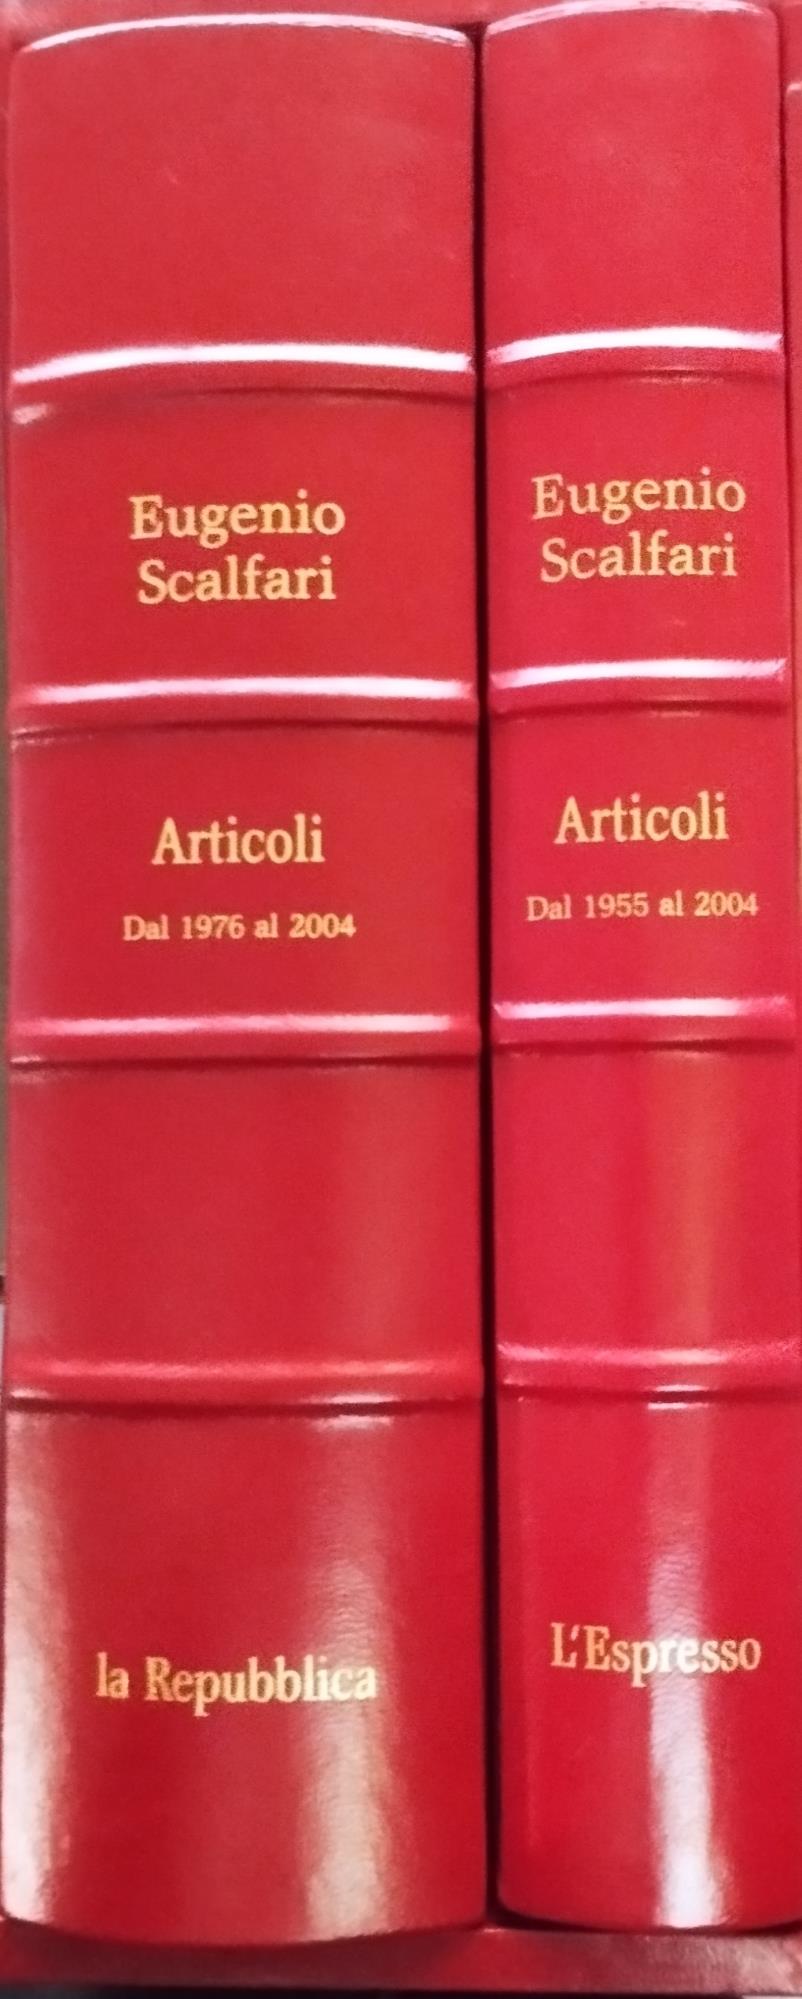 Eugenio
Scalfari
Articoli
Dal 1976 al 2004
la Repubblica
Eugenio
Scalfari
Articoli
Dal 1955 al 2004
L'Espresso